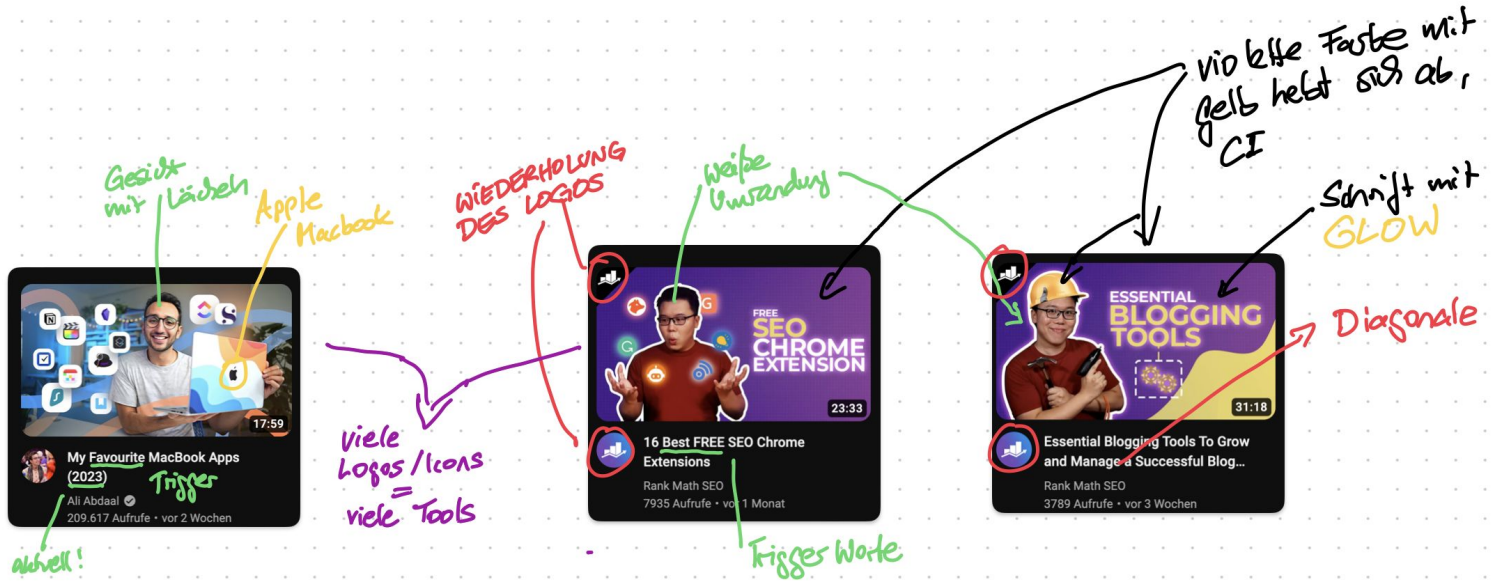 violette Farbe mit
gelb hebt sich ab,
CI
Gesicht
mit Lächeln
Apple
Macbook
WIEDERHOLUNG
DES LOGOS
Weiße
Umrandung
Schrift mit
GLOW
Diagonale
17:59
My Favourite MacBook Apps
(2023)
Trigger
Ali Abdaal
209.617 Aufrufe • vor 2 Wochen
aktuell!
viele
Logos/Icons
=
viele Tools
G
FREE
SEO
CHROME
EXTENSION
23:33
16 Best FREE SEO Chrome
Extensions
Rank Math SEO
7935 Aufrufe • vor 1 Monat
Trigger Worte
ESSENTIAL
BLOGGING
TOOLS
31:18
Essential Blogging Tools To Grow
and Manage a Successful Blog...
Rank Math SEO
3789 Aufrufe • vor 3 Wochen